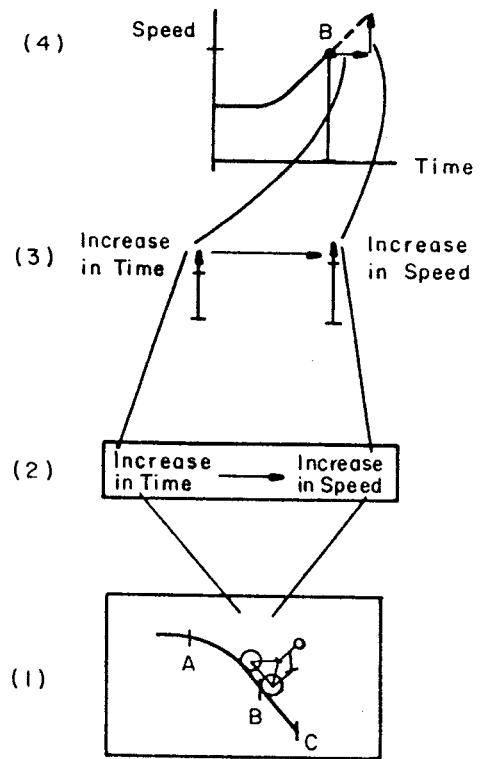 (4)
Speed
B
Time
(3)
Increase
in Time
Increase
in Speed
(2)
Increase
in Time
Increase
in Speed
(1)
A
B
C